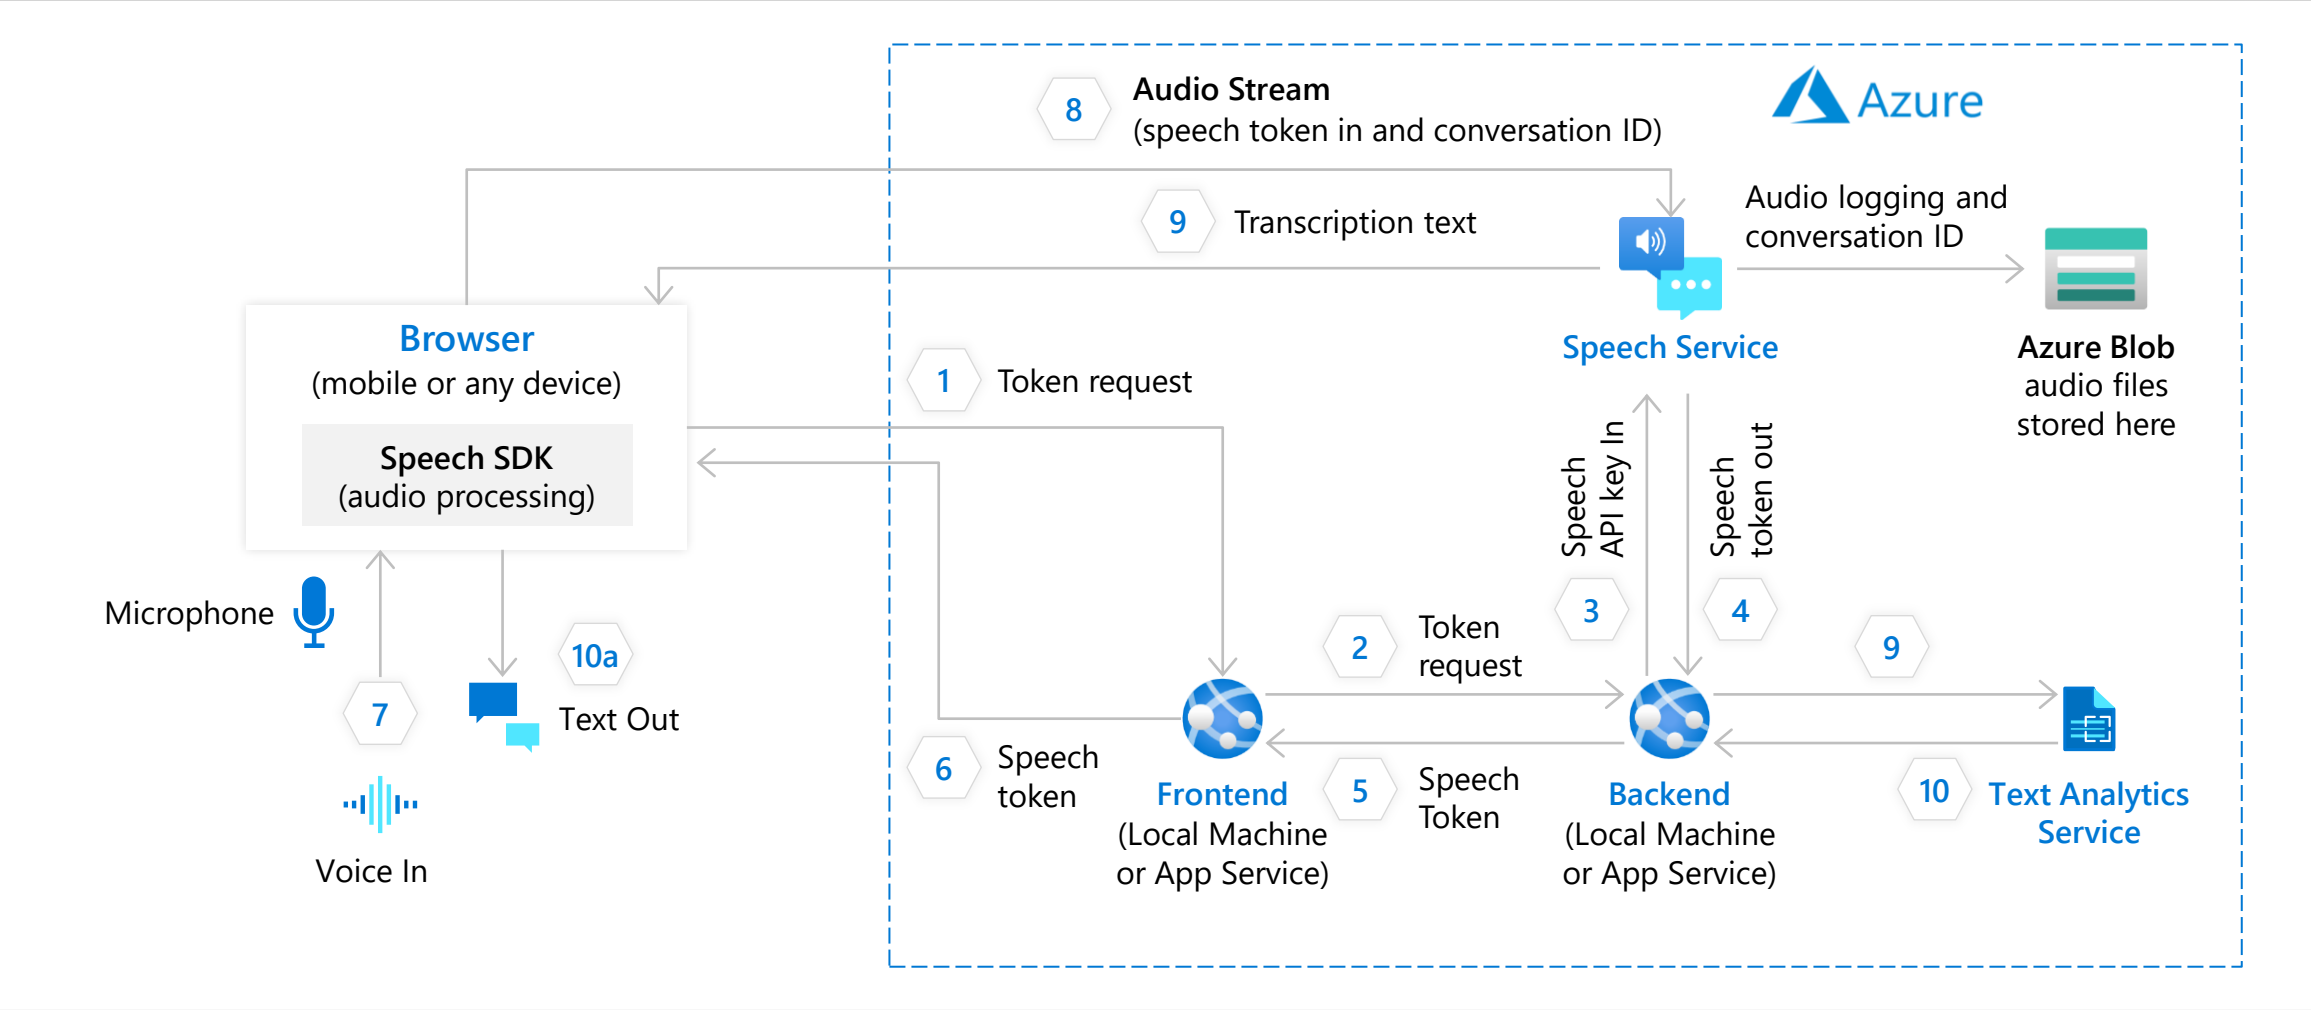 8
Audio Stream
(speech token in and conversation ID)
Azure
9
Transcription text
Audio logging and
conversation ID
Browser
(mobile or any device)
Speech SDK
(audio processing)
1
Token request
Speech Service
Azure Blob
audio files
stored here
Speech
API key In
Speech
token out
Microphone
10a
Text Out
7
Voice In
2
Token
request
3
4
9
6
Speech
token
Frontend
(Local Machine
or App Service)
5
Speech
Token
Backend
(Local Machine
or App Service)
10
Text Analytics
Service